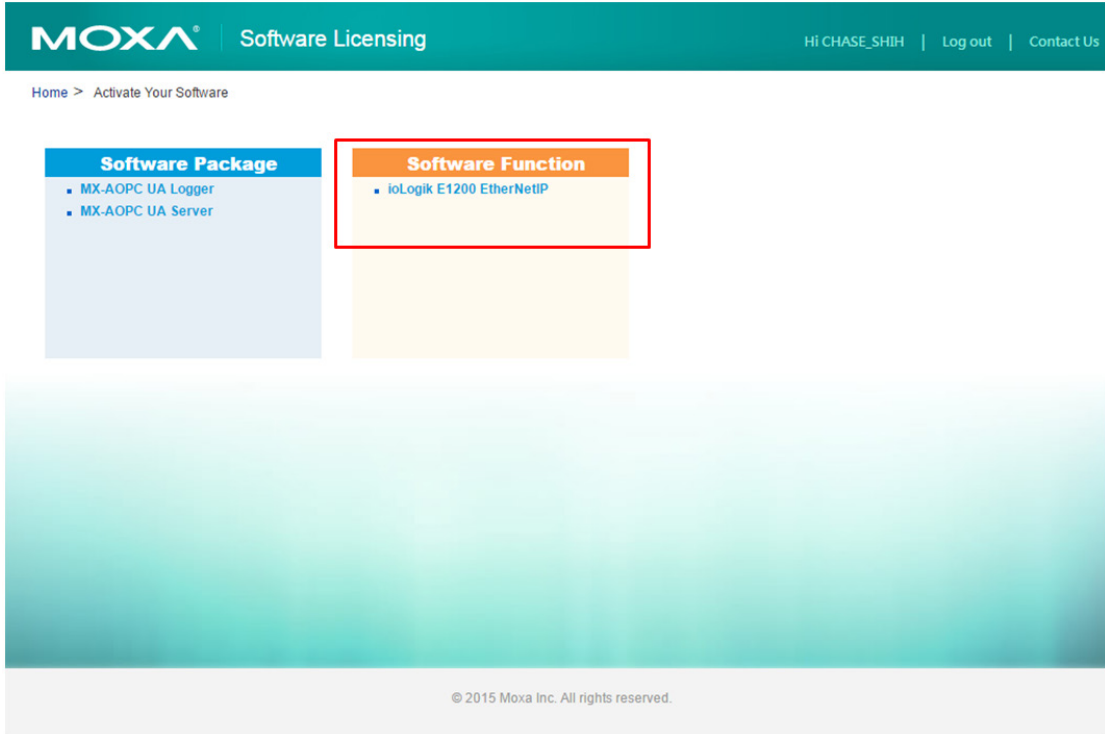 MOXA® Software Licensing Hi CHASE_SHIH | Log out | Contact Us
Home > Activate Your Software
Software Package
MX-AOPC UA Logger
MX-AOPC UA Server
Software Function
ioLogik E1200 EtherNetIP
© 2015 Moxa Inc. All rights reserved.